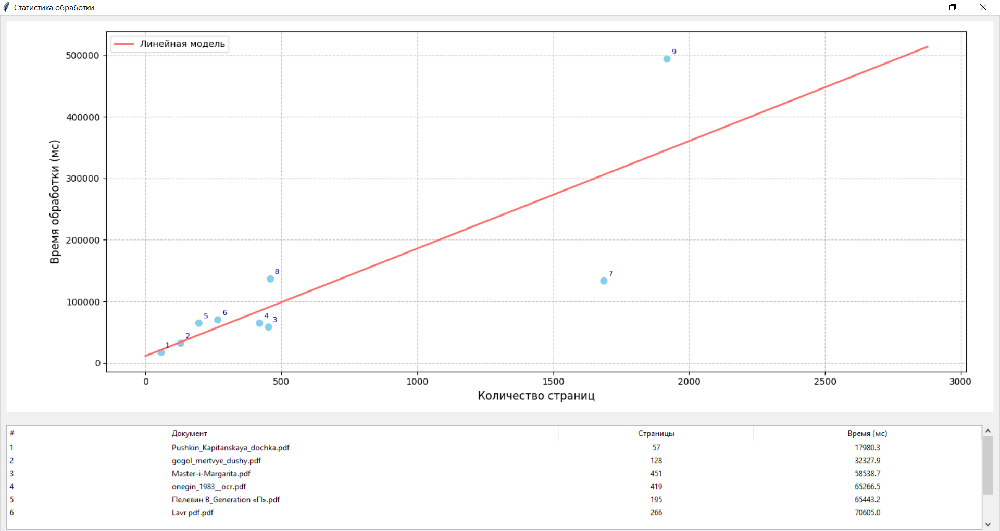 Статистика обработки
Линейная модель
500000
400000
300000
200000
100000
0
Время обработки (мс)
9
8
7
6
5
4
3
2
1
0 500 1000 1500 2000 2500 3000
Количество страниц
# Документ Страницы Время (мс)
1 Pushkin_Kapitanskaya_dochka.pdf 57 17980.3
2 gogol_mertvye_dushy.pdf 128 32327.9
3 Master-i-Margarita.pdf 451 58538.7
4 onegin_1983__ocr.pdf 419 65266.5
5 Пелевин В_Generation «П».pdf 195 65443.2
6 Lavr pdf.pdf 266 70605.0